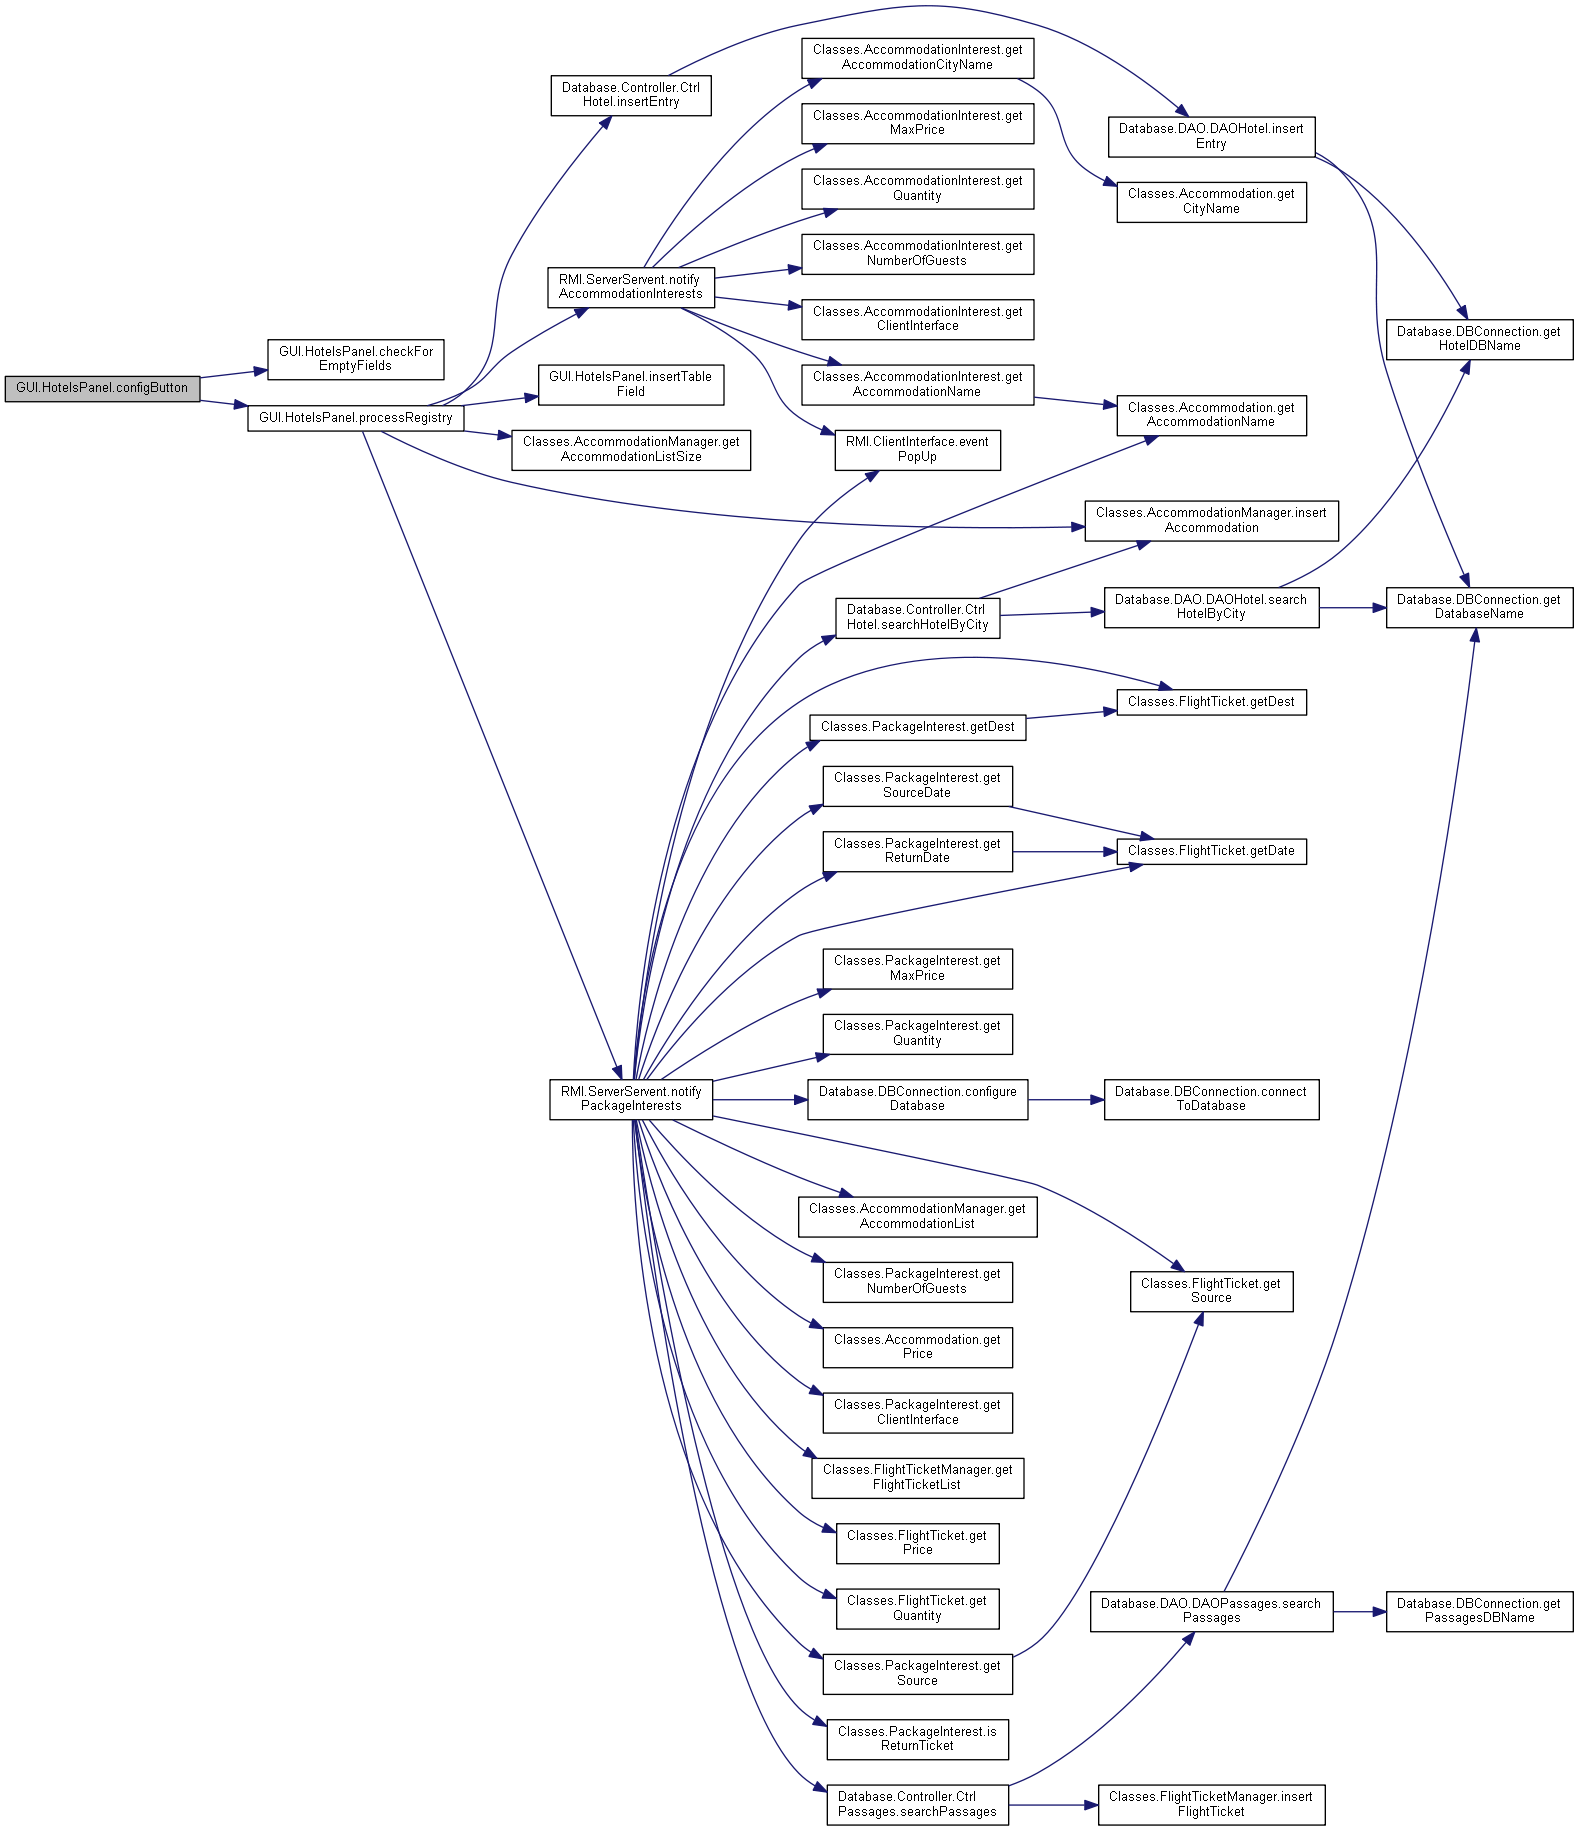 GUI.HotelsPanel.configButton
GUI.HotelsPanel.checkFor
EmptyFields
GUI.HotelsPanel.processRegistry
Database.Controller.Ctrl
Hotel.insertEntry
RMI.ServerServent.notify
AccommodationInterests
GUI.HotelsPanel.insertTable
Field
Classes.AccommodationManager.get
AccommodationListSize
RMI.ServerServent.notify
PackageInterests
Classes.AccommodationInterest.get
AccommodationCityName
Classes.AccommodationInterest.get
MaxPrice
Classes.AccommodationInterest.get
Quantity
Classes.AccommodationInterest.get
NumberOfGuests
Classes.AccommodationInterest.get
ClientInterface
Classes.AccommodationInterest.get
AccommodationName
RMI.ClientInterface.event
PopUp
Database.Controller.Ctrl
Hotel.searchHotelByCity
Classes.PackageInterest.getDest
Classes.PackageInterest.get
SourceDate
Classes.PackageInterest.get
ReturnDate
Classes.PackageInterest.get
MaxPrice
Classes.PackageInterest.get
Quantity
Database.DBConnection.configure
Database
Classes.AccommodationManager.get
AccommodationList
Classes.PackageInterest.get
NumberOfGuests
Classes.Accommodation.get
Price
Classes.PackageInterest.get
ClientInterface
Classes.FlightTicketManager.get
FlightTicketList
Classes.FlightTicket.get
Price
Classes.FlightTicket.get
Quantity
Classes.PackageInterest.get
Source
Classes.PackageInterest.is
ReturnTicket
Database.Controller.Ctrl
Passages.searchPassages
Database.DAO.DAOHotel.insert
Entry
Classes.Accommodation.get
CityName
Classes.Accommodation.get
AccommodationName
Classes.AccommodationManager.insert
Accommodation
Database.DAO.DAOHotel.search
HotelByCity
Classes.FlightTicket.getDest
Classes.FlightTicket.getDate
Database.DBConnection.connect
ToDatabase
Classes.FlightTicket.get
Source
Database.DAO.DAOPassages.search
Passages
Classes.FlightTicketManager.insert
FlightTicket
Database.DBConnection.get
HotelDBName
Database.DBConnection.get
DatabaseName
Database.DBConnection.get
PassagesDBName